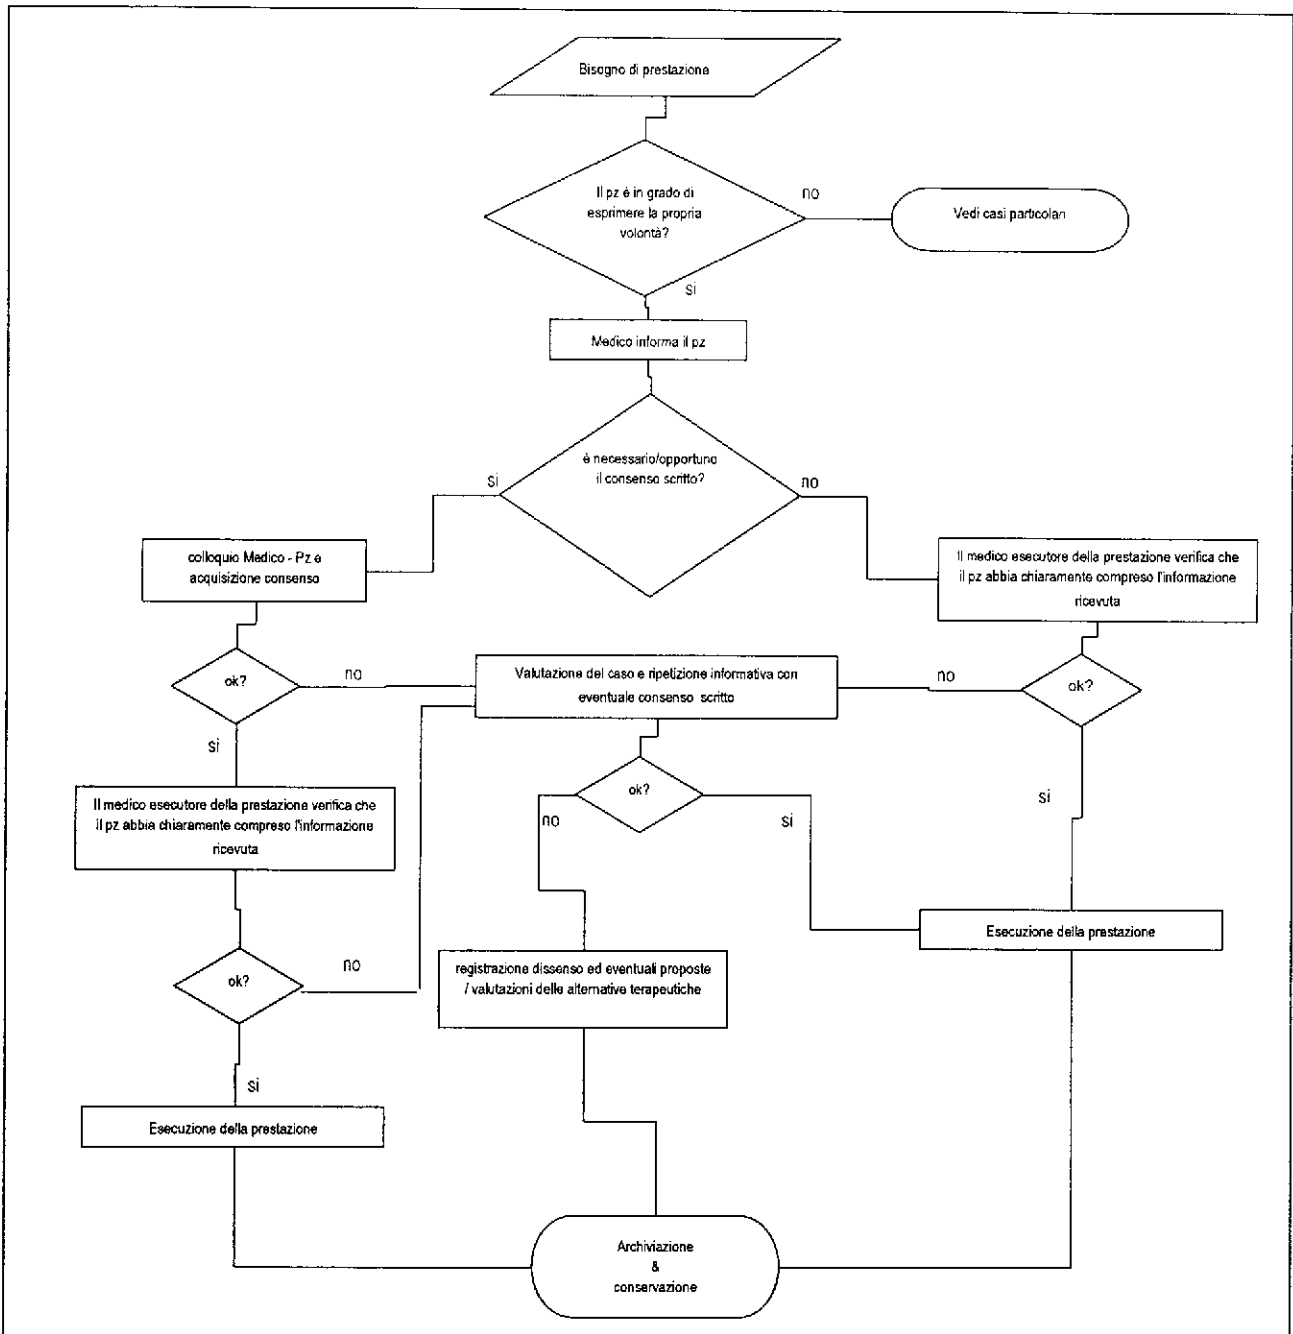 Bisogno di prestazione
Il pz è in grado di
esprimere la propria
volontà?
no
Vedi casi particolari
si
Medico informa il pz
è necessario/opportuno
il consenso scritto?
si
no
colloquio Medico - Pz e
acquisizione consenso
Il medico esecutore della prestazione verifica che
il pz abbia chiaramente compreso l'informazione
ricevuta
ok?
no
Valutazione del caso e ripetizione informativa con
eventuale consenso scritto
no
ok?
si
Il medico esecutore della prestazione verifica che
il pz abbia chiaramente compreso l'informazione
ricevuta
ok?
no
si
si
Esecuzione della prestazione
ok?
no
registrazione dissenso ed eventuali proposte
/ valutazioni delle alternative terapeutiche
si
Esecuzione della prestazione
Archiviazione
&
conservazione